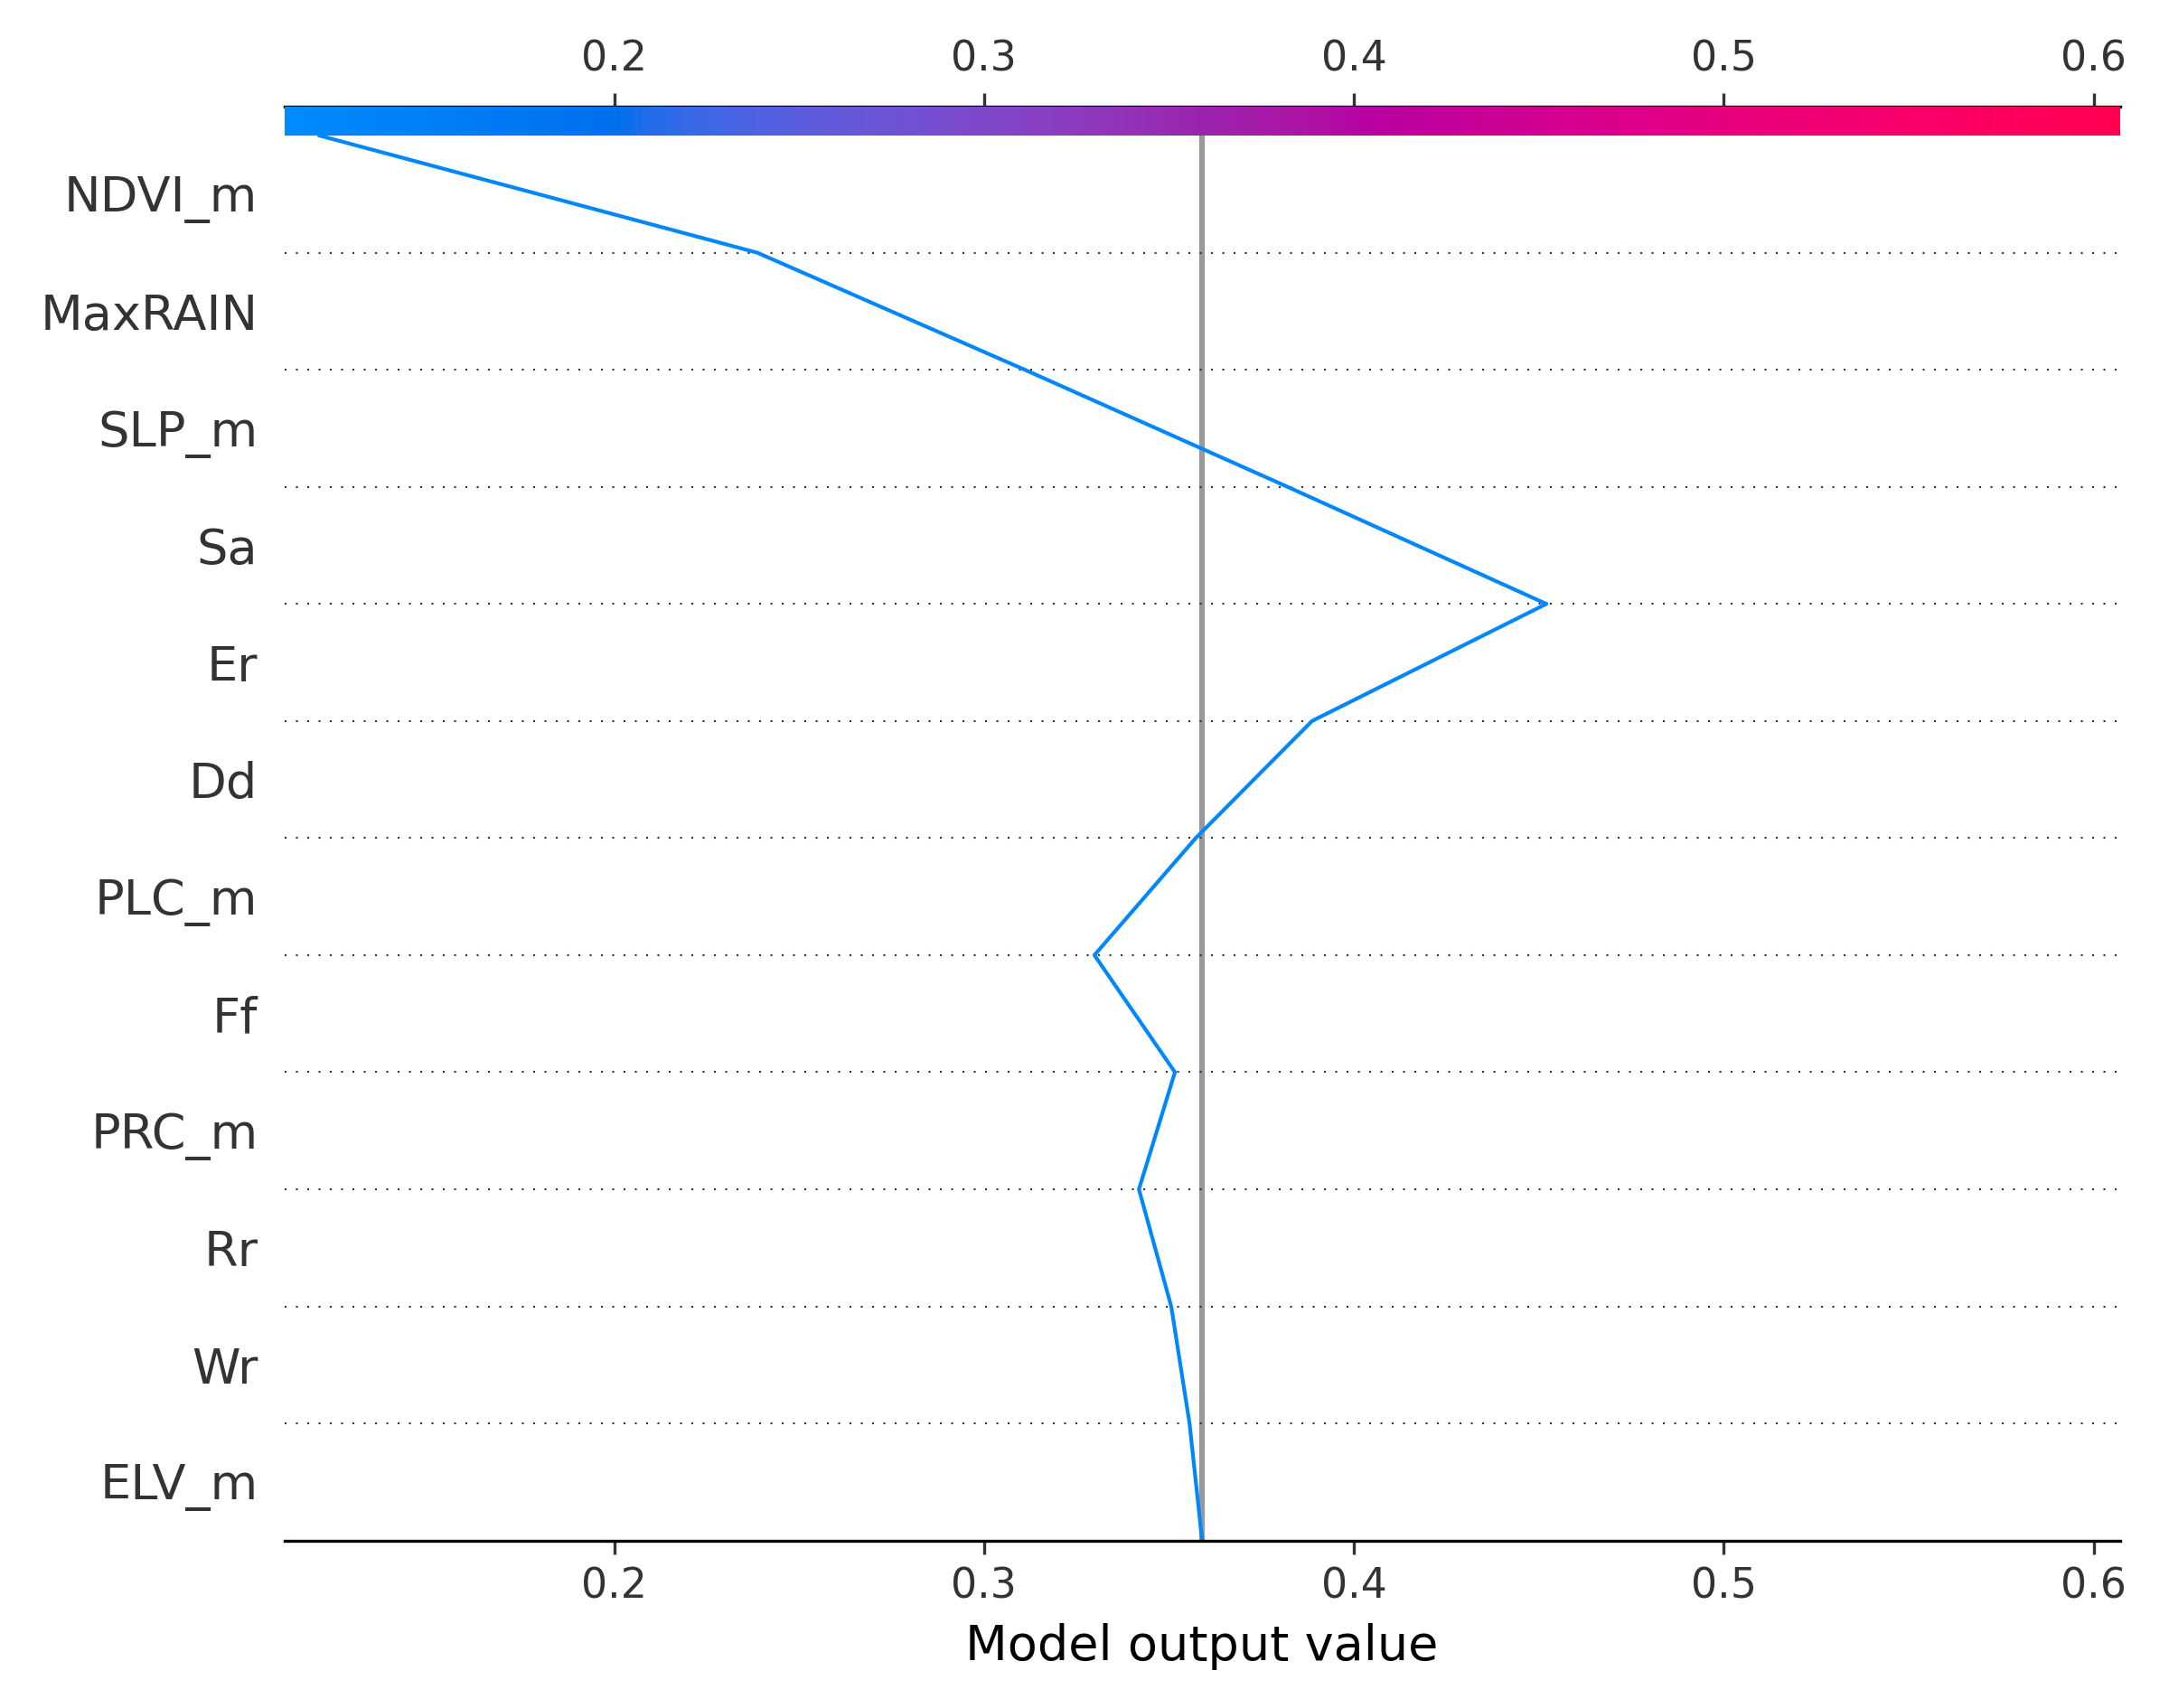 0.2 0.3 0.4 0.5 0.6
NDVI_m
MaxRAIN
SLP_m
Sa
Er
Dd
PLC_m
Ff
PRC_m
Rr
Wr
ELV_m
0.2 0.3 0.4 0.5 0.6
Model output value